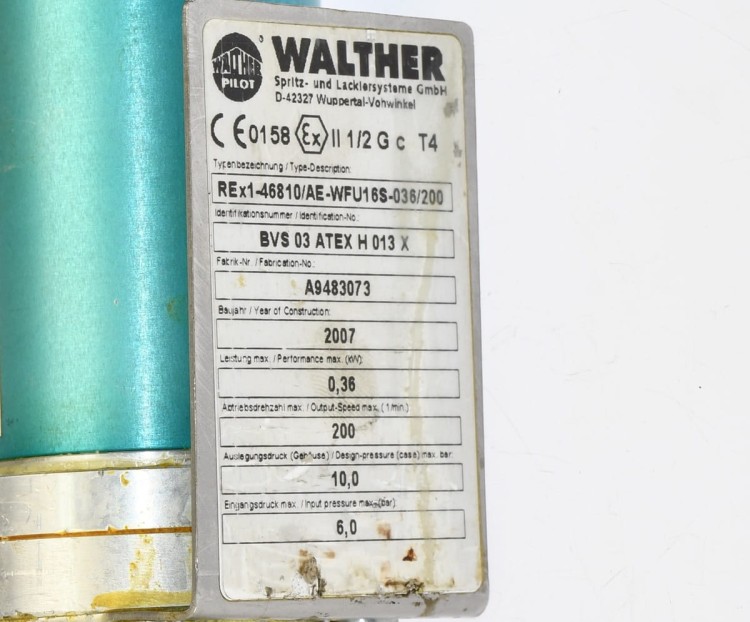 WALTHER
PILOT
®
WALTHER
Spritz- und Lackiersysteme GmbH
D-42327 Wuppertal-Vohwinkel
CE0158 Ex II 1/2 G c T4
Typenbezeichnung / Type-Description:
REx1-46810/AE-WFU16S-036/200
Identifikationsnummer / Identification-No.:
BVS 03 ATEX H 013 X
Fabrik-Nr. / Fabrication-No.:
A9483073
Baujahr / Year of Construction:
2007
Leistung max. / Performance max. (kW):
0,36
Abtriebsdrehzahl max. / Output-Speed max. (1/min.)
200
Auslegungsdruck (Gehäuse) / Design-pressure (case) max. bar:
10,0
Eingangsdruck max. / Input pressure max. (bar):
6,0